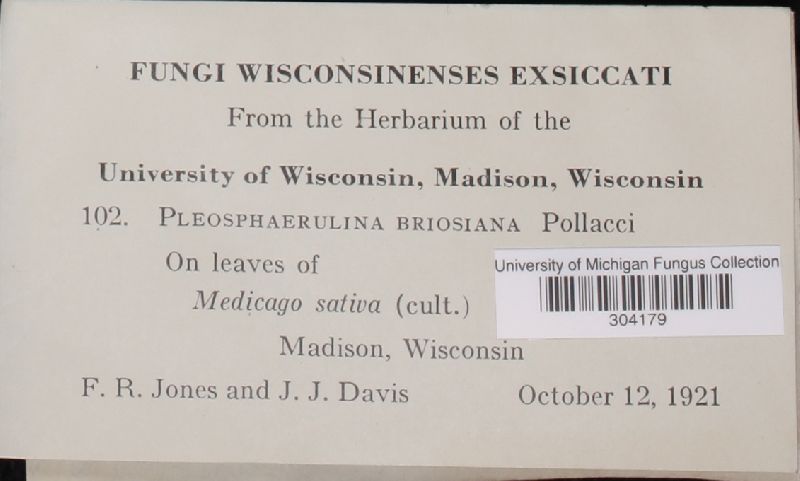 FUNGI WISCONSINENSES EXSICCATI
From the Herbarium of the
University of Wisconsin, Madison, Wisconsin
102. PLEOSPHAERULINA BRIOSIANA Pollacci
On leaves of
Medicago sativa (cult.)
University of Michigan Fungus Collection
304179
Madison, Wisconsin
F. R. Jones and J. J. Davis October 12, 1921